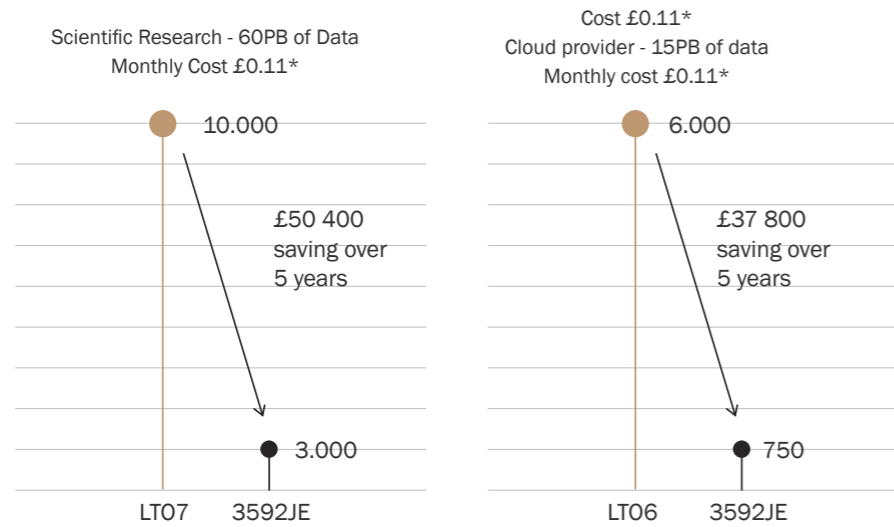 Scientific Research - 60PB of Data
Monthly Cost £0.11*
10.000
£50 400
saving over
5 years
3.000
LT07
3592JE
Cost £0.11*
Cloud provider - 15PB of data
Monthly cost £0.11*
6.000
£37 800
saving over
5 years
750
LT06
3592JE